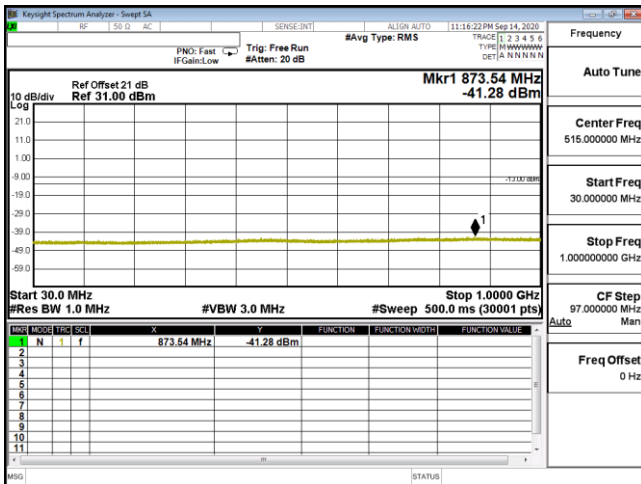 Keysight Spectrum Analyzer - Swept SA
RF 50 Ω AC SENSE:INT ALIGN AUTO 11:16:22 PM Sep 14, 2020
#Avg Type: RMS TRACE 1 2 3 4 5 6
TYPE M WWWWW
DET A N N N N N
PNO: Fast Trig: Free Run
IFGain:Low #Atten: 20 dB
Frequency
Auto Tune
Center Freq
515.000000 MHz
Start Freq
30.000000 MHz
Stop Freq
1.000000000 GHz
CF Step
97.000000 MHz
Auto Man
Freq Offset
0 Hz
Mkr1 873.54 MHz
-41.28 dBm
Ref Offset 21 dB
10 dB/div Ref 31.00 dBm
Log
21.0
11.0
1.00
-9.00
-13.00 dBm
-19.0
-29.0
1
-39.0
-49.0
-59.0
Start 30.0 MHz Stop 1.0000 GHz
#Res BW 1.0 MHz #VBW 3.0 MHz #Sweep 500.0 ms (30001 pts)
MKR MODE TRC SCL X Y FUNCTION FUNCTION WIDTH FUNCTION VALUE
1 N 1 f 873.54 MHz -41.28 dBm
2
3
4
5
6
7
8
9
10
11
MSG STATUS